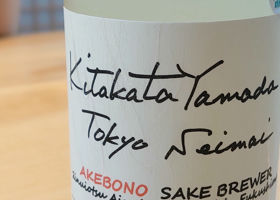 Kitakata Yamada
Tokyo Seimai
AKEBONO SAKE BREWER